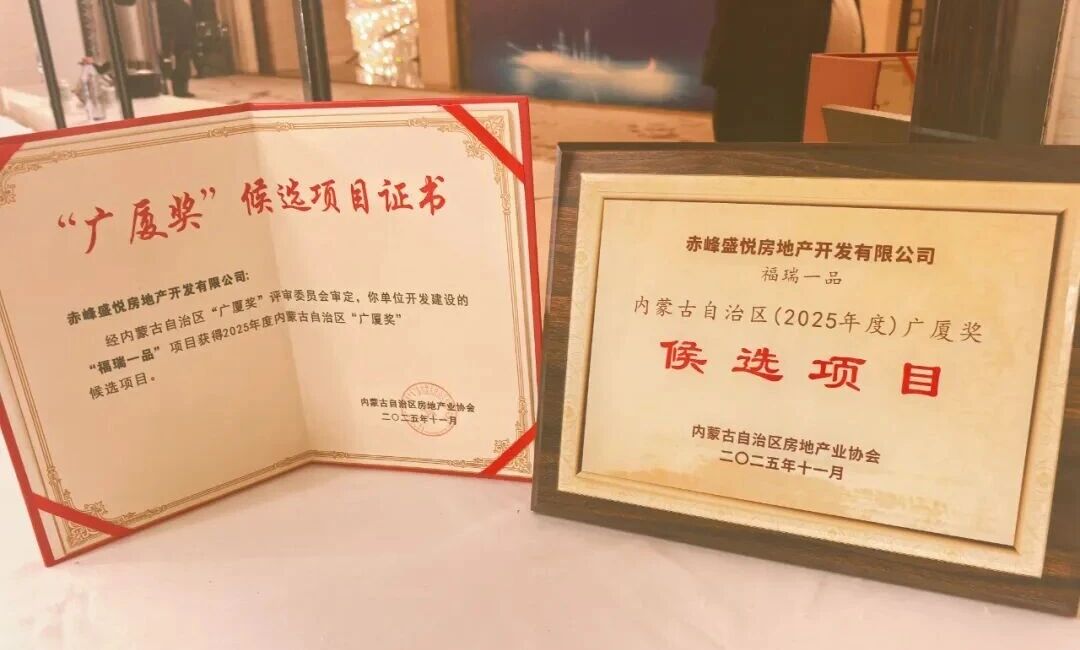 “广厦奖”候选项目证书
赤峰盛悦房地产开发有限公司:
经内蒙古自治区“广厦奖”评审委员会审定，你单位开发建设的
“福瑞一品”项目获得2025年度内蒙古自治区“广厦奖”
候选项目。
内蒙古自治区房地产业协会
二〇二五年十一月
赤峰盛悦房地产开发有限公司
福瑞一品
内蒙古自治区(2025年度)广厦奖
候选项目
内蒙古自治区房地产业协会
二〇二五年十一月